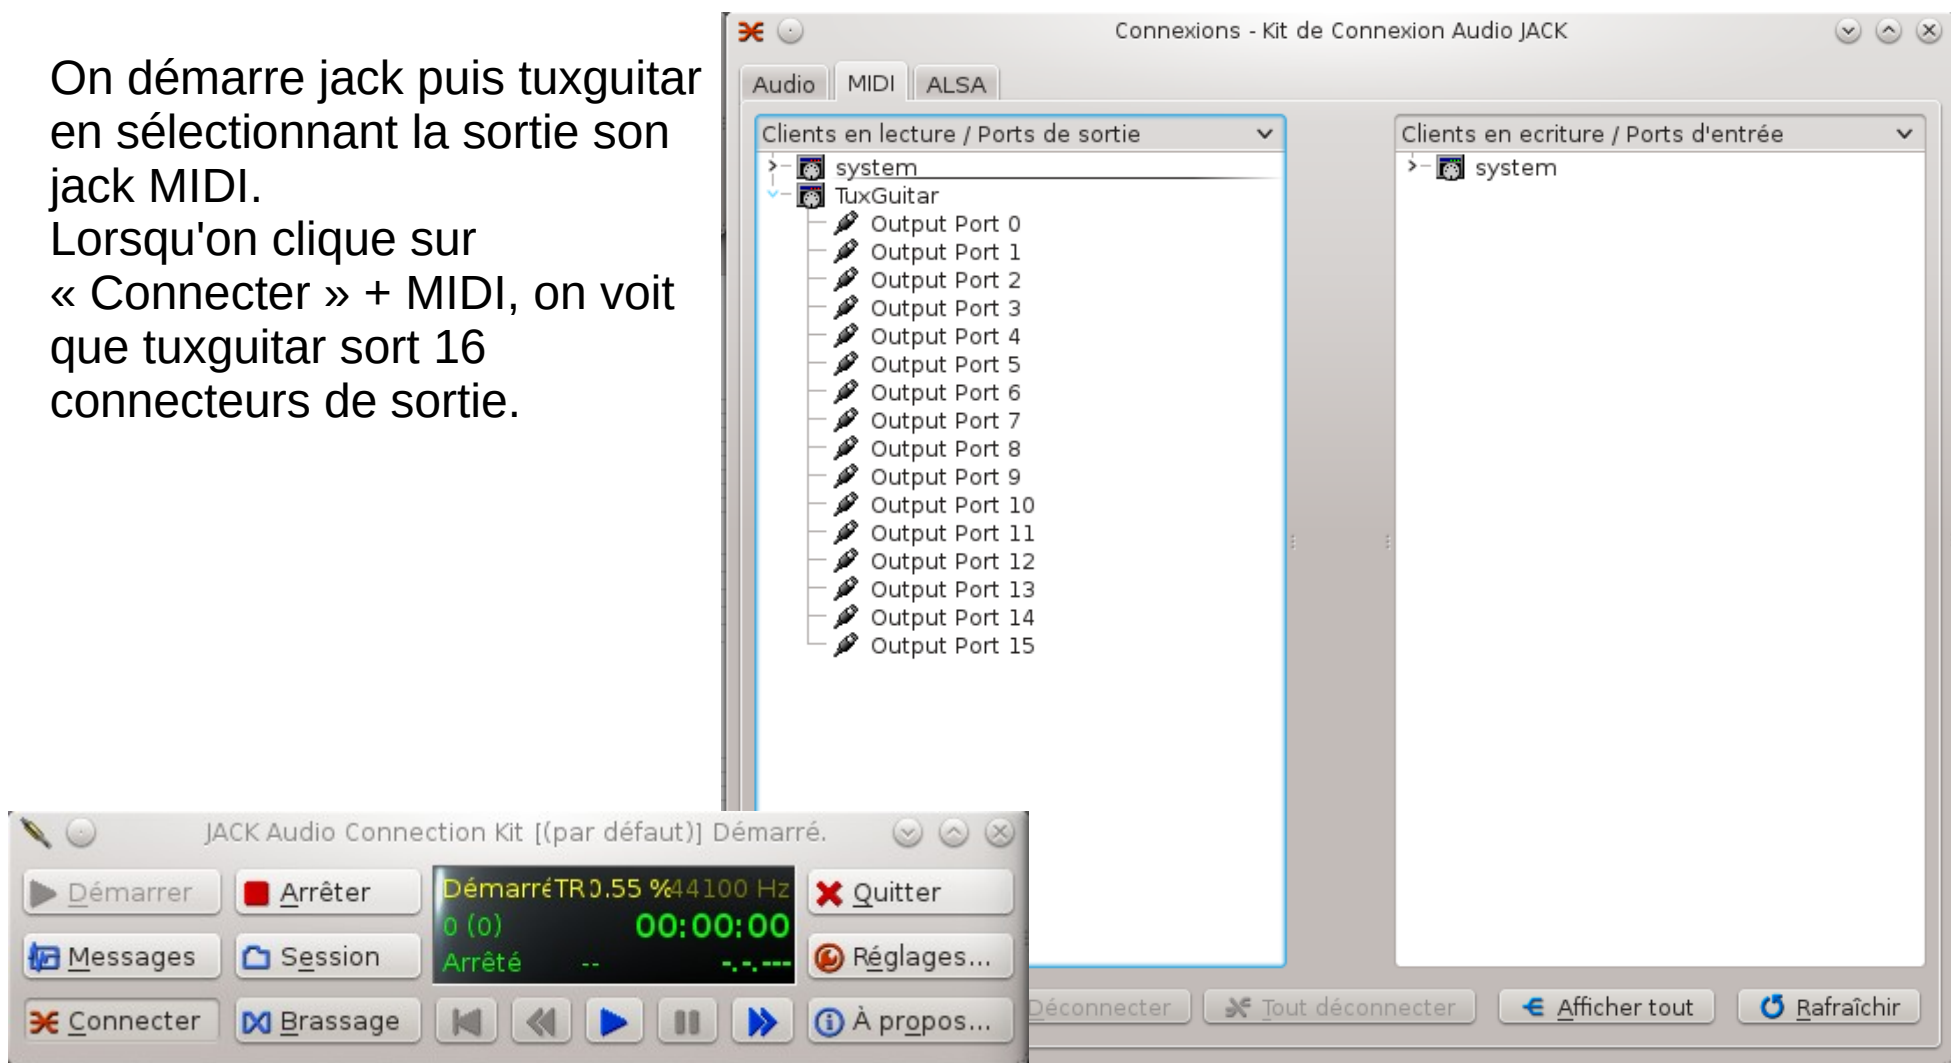 On démarre jack puis tuxguitar
en sélectionnant la sortie son
jack MIDI.
Lorsqu'on clique sur
« Connecter » + MIDI, on voit
que tuxguitar sort 16
connecteurs de sortie.
Connexions - Kit de Connexion Audio JACK
Audio MIDI ALSA
Clients en lecture / Ports de sortie
system
TuxGuitar
Output Port 0
Output Port 1
Output Port 2
Output Port 3
Output Port 4
Output Port 5
Output Port 6
Output Port 7
Output Port 8
Output Port 9
Output Port 10
Output Port 11
Output Port 12
Output Port 13
Output Port 14
Output Port 15
Clients en ecriture / Ports d'entrée
system
Déconnecter Tout déconnecter Afficher tout Rafraîchir
JACK Audio Connection Kit [(par défaut)] Démarré.
Démarrer Arrêter
Messages Session
Connecter Brassage
Démarré TR 0.55 % 44100 Hz
0 (0) 00:00:00
Arrêté -- -.-.---
Quitter
Réglages...
À propos...